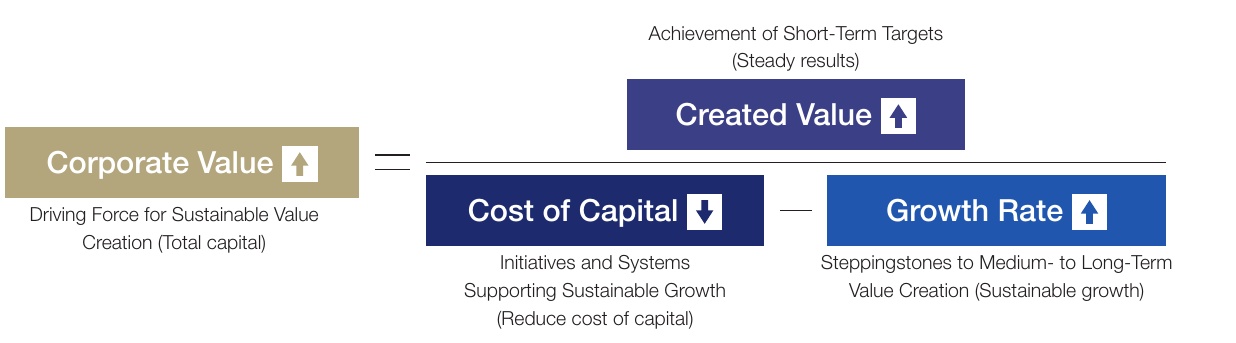 Achievement of Short-Term Targets
(Steady results)
Created Value
Corporate Value
Driving Force for Sustainable Value
Creation (Total capital)
Cost of Capital
Initiatives and Systems
Supporting Sustainable Growth
(Reduce cost of capital)
Growth Rate
Steppingstones to Medium- to Long-Term
Value Creation (Sustainable growth)